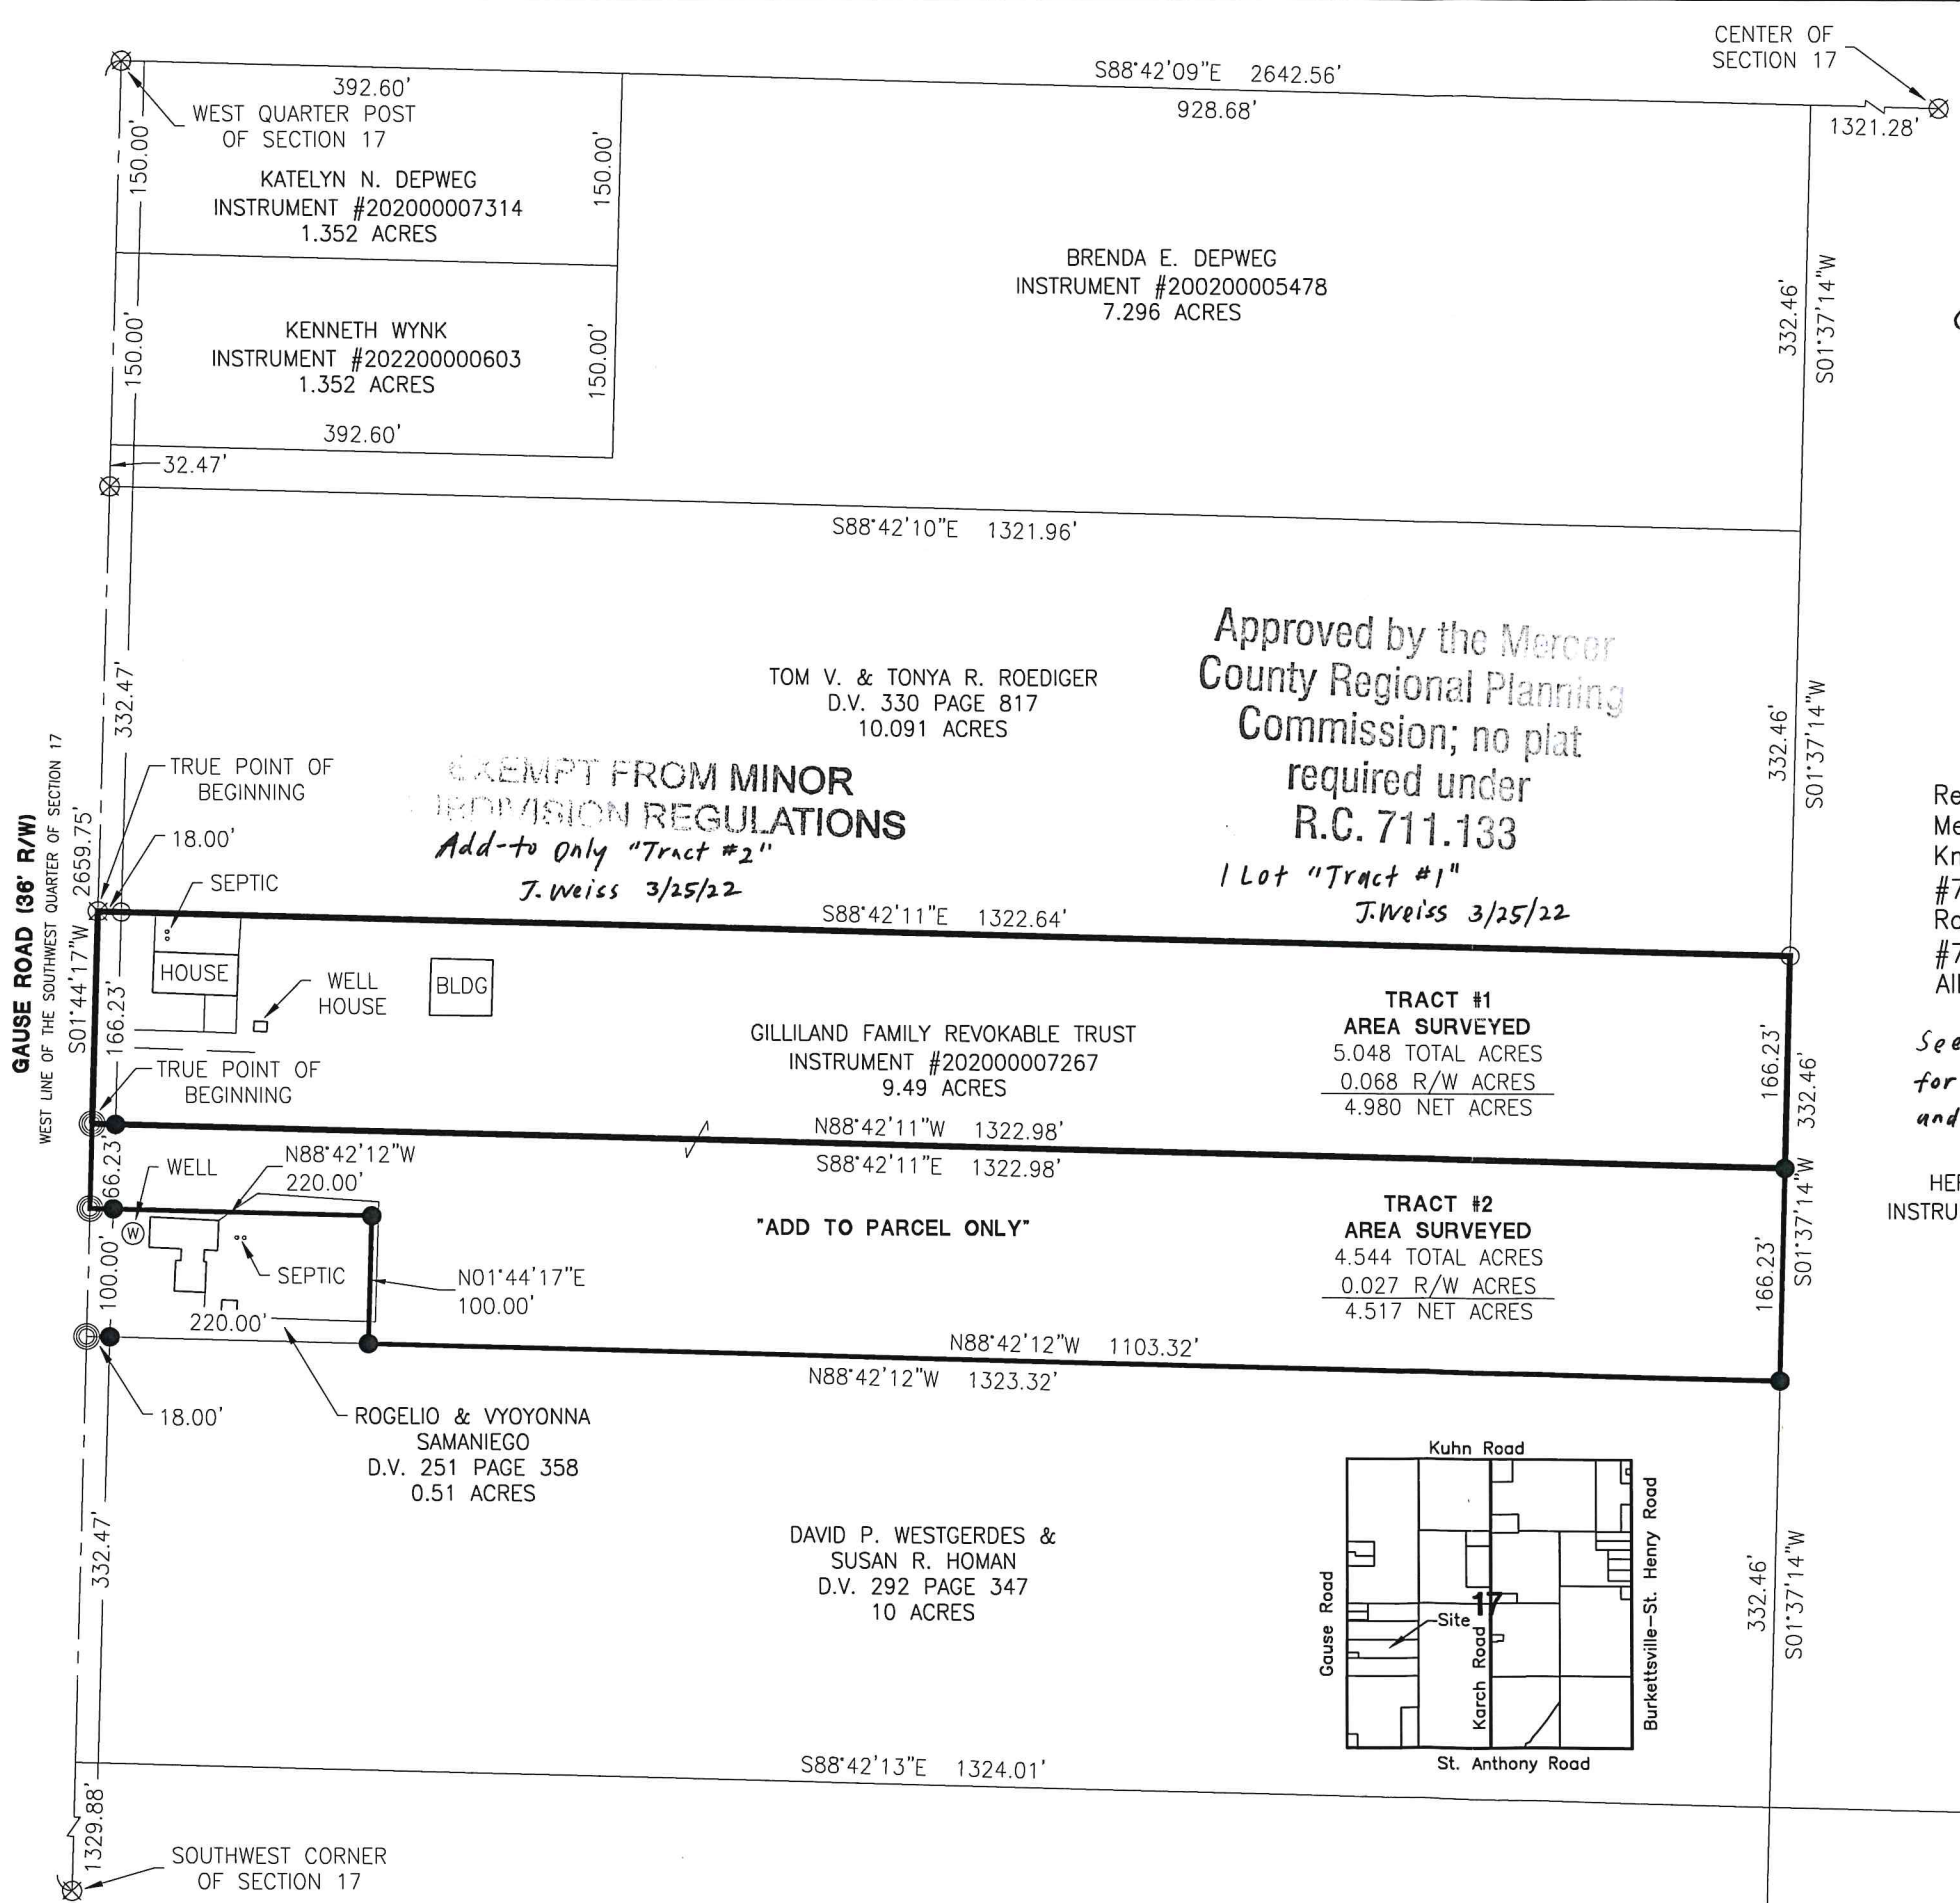 CENTER OF
SECTION 17
S88°42'09"E 2642.56'
392.60'
928.68'
1321.28'
WEST QUARTER POST
OF SECTION 17
150.00'
150.00'
KATELYN N. DEPWEG
INSTRUMENT #202000007314
1.352 ACRES
BRENDA E. DEPWEG
INSTRUMENT #200200005478
7.296 ACRES
332.46'
S01°37'14"W
150.00'
150.00'
KENNETH WYNK
INSTRUMENT #202200000603
1.352 ACRES
392.60'
32.47'
S88°42'10"E 1321.96'
332.47'
TOM V. & TONYA R. ROEDIGER
D.V. 330 PAGE 817
10.091 ACRES
Approved by the Mercer
County Regional Planning
Commission; no plat
required under
R.C. 711.133
1 Lot "Tract #1"
J.Weiss 3/25/22
332.46'
S01°37'14"W
EXEMPT FROM MINOR
SUBDIVISION REGULATIONS
Add-to Only "Tract #2"
J. Weiss 3/25/22
TRUE POINT OF
BEGINNING
18.00'
SEPTIC
GAUSE ROAD (36' R/W)
WEST LINE OF THE SOUTHWEST QUARTER OF SECTION 17
S01°44'17"W 2659.75'
S88°42'11"E 1322.64'
HOUSE
WELL
HOUSE
BLDG
166.23'
GILLILAND FAMILY REVOKABLE TRUST
INSTRUMENT #202000007267
9.49 ACRES
TRACT #1
AREA SURVEYED
5.048 TOTAL ACRES
0.068 R/W ACRES
4.980 NET ACRES
166.23'
332.46'
S01°37'14"W
Re
Me
Kn
#7
Ro
#7
All
See
for
and
HER
INSTRU
TRUE POINT OF
BEGINNING
N88°42'11"W 1322.98'
S88°42'11"E 1322.98'
66.23'
WELL
W
N88°42'12"W
220.00'
"ADD TO PARCEL ONLY"
TRACT #2
AREA SURVEYED
4.544 TOTAL ACRES
0.027 R/W ACRES
4.517 NET ACRES
166.23'
100.00'
SEPTIC
N01°44'17"E
100.00'
220.00'
N88°42'12"W 1103.32'
N88°42'12"W 1323.32'
18.00'
ROGELIO & VYOYONNA
SAMANIEGO
D.V. 251 PAGE 358
0.51 ACRES
332.47'
DAVID P. WESTGERDES &
SUSAN R. HOMAN
D.V. 292 PAGE 347
10 ACRES
332.46'
S01°37'14"W
Kuhn Road
Gause Road
Site
17
Karch Road
Burkettsville-St. Henry Road
St. Anthony Road
S88°42'13"E 1324.01'
1329.88'
SOUTHWEST CORNER
OF SECTION 17